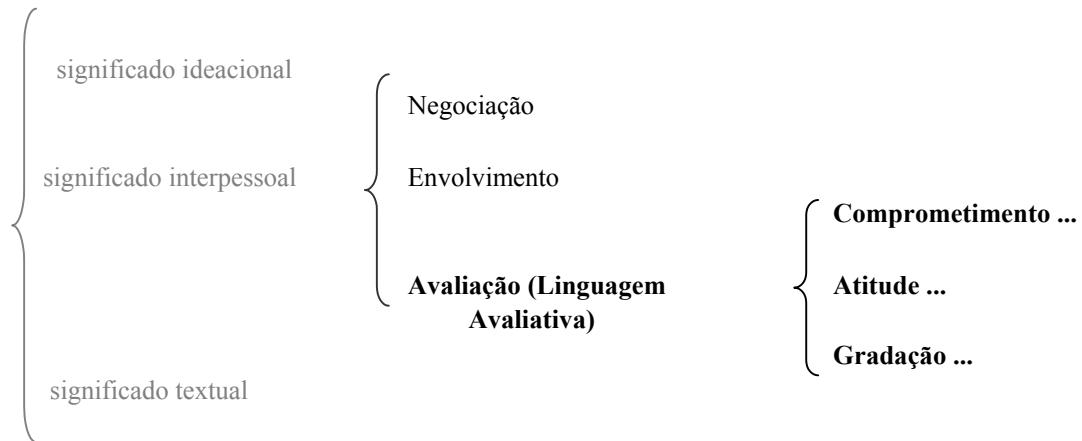 significado ideacional
significado interpessoal
significado textual
Negociação
Envolvimento
Avaliação (Linguagem
Avaliativa)
Comprometimento ...
Atitude ...
Gradação ...